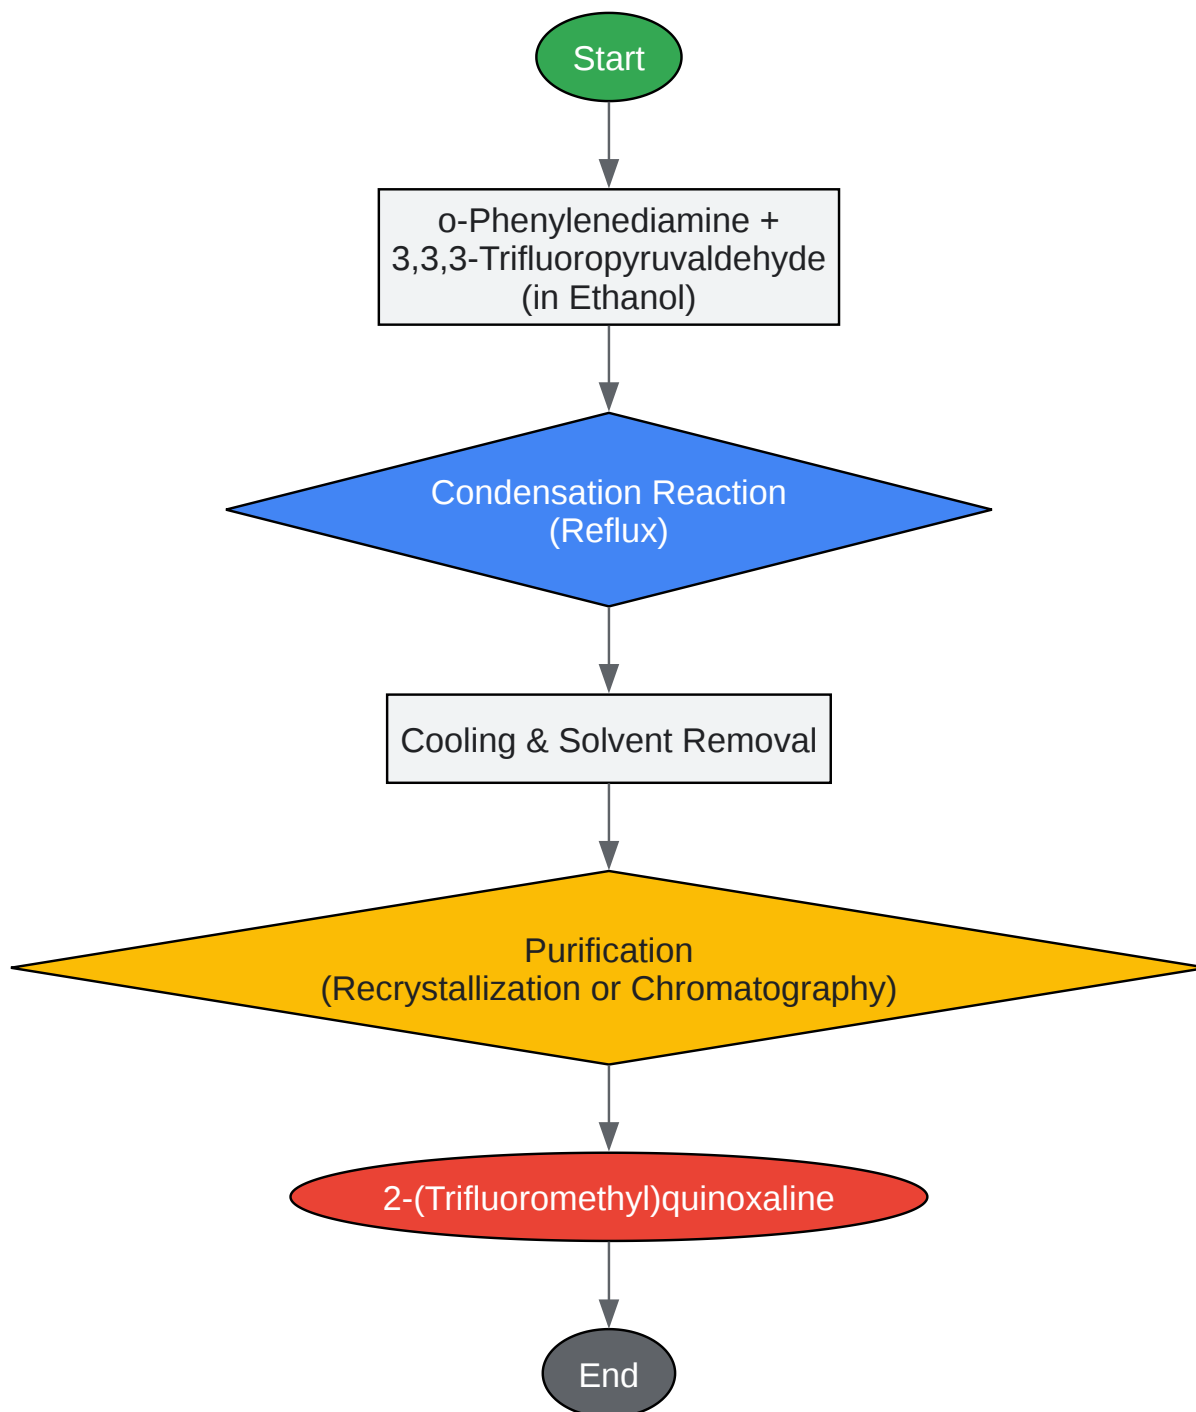 Start
o-Phenylenediamine +
3,3,3-Trifluoropyruvaldehyde
(in Ethanol)
Condensation Reaction
(Reflux)
Cooling & Solvent Removal
Purification
(Recrystallization or Chromatography)
2-(Trifluoromethyl)quinoxaline
End